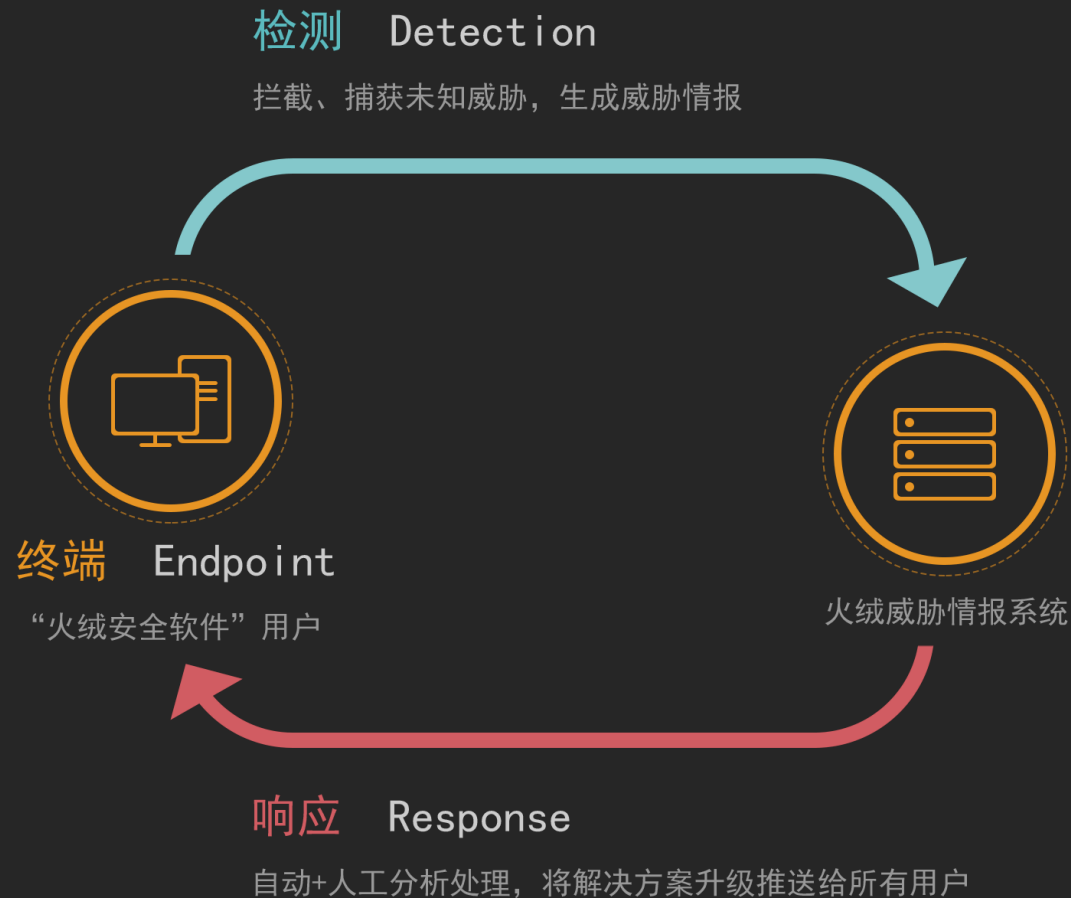 检测 Detection
拦截、捕获未知威胁，生成威胁情报
终端 Endpoint
“火绒安全软件”用户
火绒威胁情报系统
响应 Response
自动+人工分析处理，将解决方案升级推送给所有用户